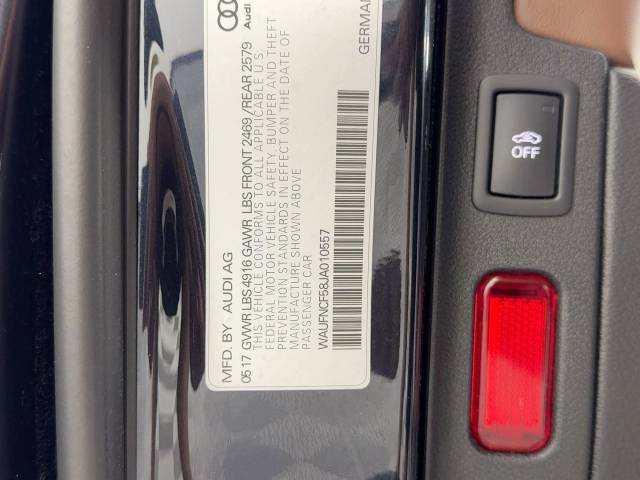 Audi
MFD. BY AUDI AG
05 17 GVWR LBS 4916 GAWR LBS FRONT 2469 / REAR 2579
THIS VEHICLE CONFORMS TO ALL APPLICABLE U.S.
FEDERAL MOTOR VEHICLE SAFETY, BUMPER AND THEFT
PREVENTION STANDARDS IN EFFECT ON THE DATE OF
MANUFACTURE SHOWN ABOVE
PASSENGER CAR
WAUFNCF58JA010557
OFF